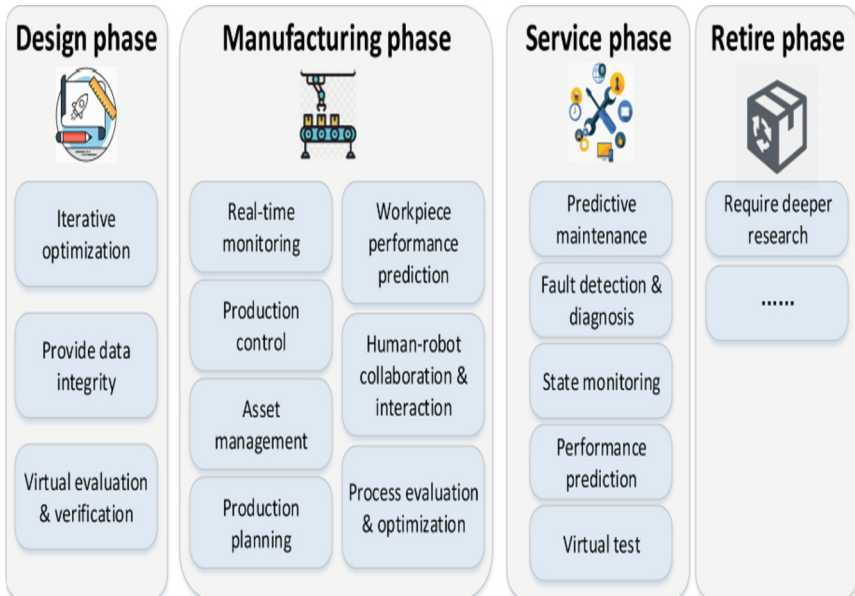 Design phase
Iterative
optimization
Provide data
integrity
Virtual evaluation
& verification
Manufacturing phase
Real-time
monitoring
Production
control
Asset
management
Production
planning
Workpiece
performance
prediction
Human-robot
collaboration &
interaction
Process evaluation
& optimization
Service phase
Predictive
maintenance
Fault detection &
diagnosis
State monitoring
Performance
prediction
Virtual test
Retire phase
Require deeper
research
......